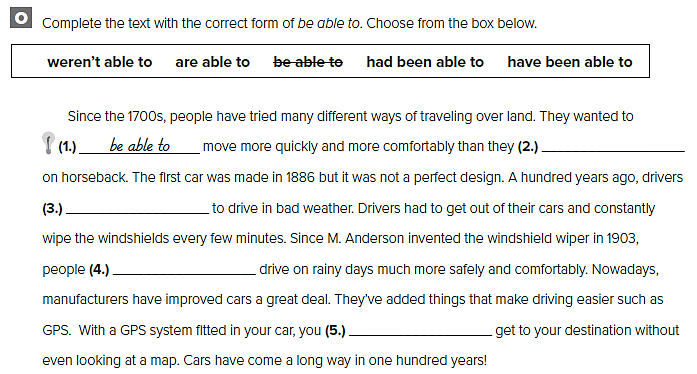 O Complete the text with the correct form of be able to. Choose from the box below.
weren't able to are able to be able to had been able to have been able to
Since the 1700s, people have tried many different ways of traveling over land. They wanted to
(1.) be able to move more quickly and more comfortably than they (2.)
on horseback. The first car was made in 1886 but it was not a perfect design. A hundred years ago, drivers
(3.) to drive in bad weather. Drivers had to get out of their cars and constantly
wipe the windshields every few minutes. Since M. Anderson invented the windshield wiper in 1903,
people (4.) drive on rainy days much more safely and comfortably. Nowadays,
manufacturers have improved cars a great deal. They've added things that make driving easier such as
GPS. With a GPS system fitted in your car, you (5.) get to your destination without
even looking at a map. Cars have come a long way in one hundred years!